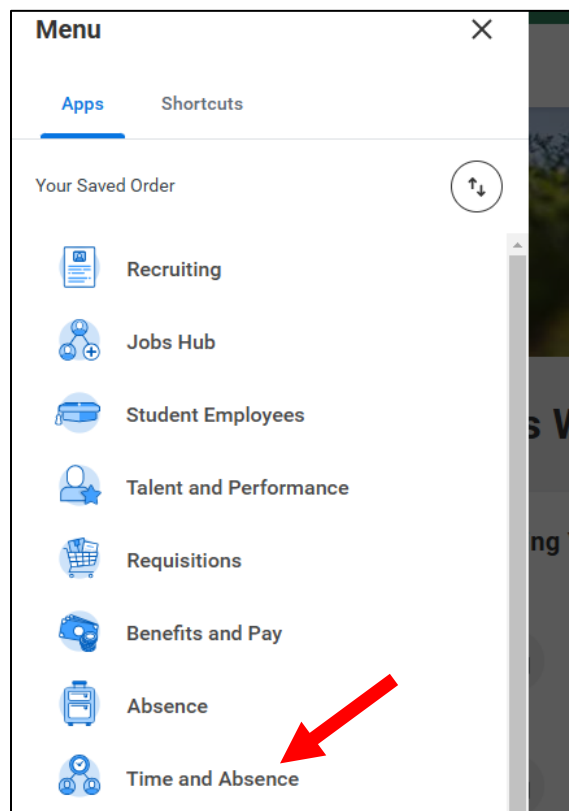 Menu
Apps Shortcuts
Your Saved Order
Recruiting
Jobs Hub
Student Employees
s W
Talent and Performance
ng
Requisitions
Benefits and Pay
Absence
Time and Absence